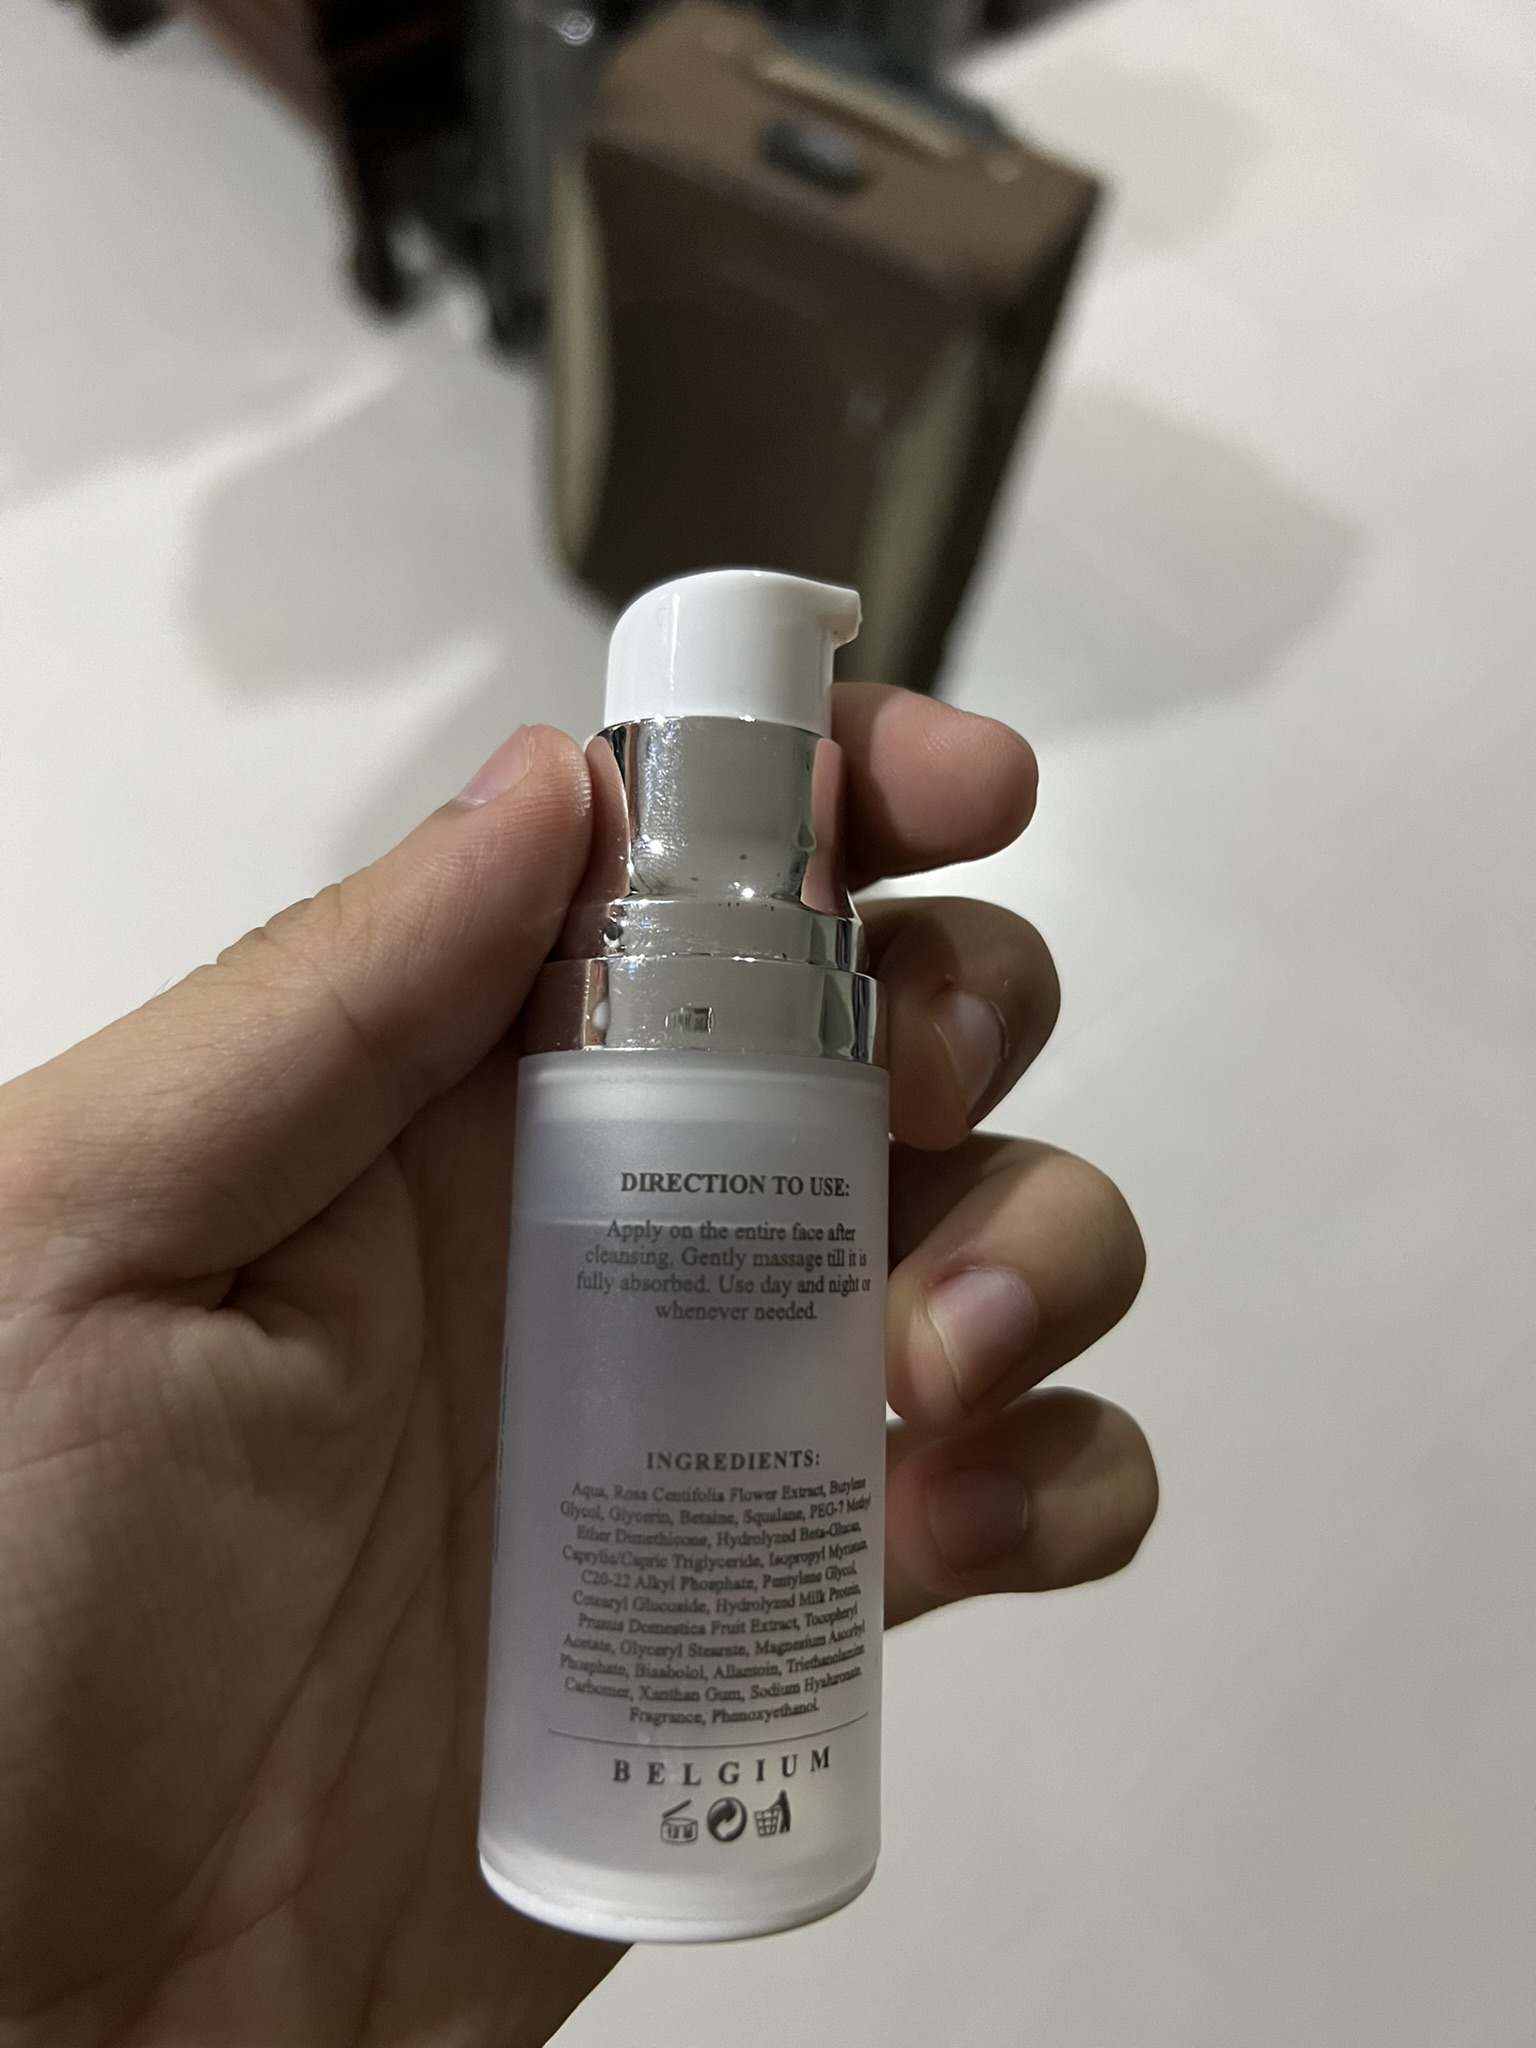 DIRECTION TO USE:
Apply on the entire face after
cleansing. Gently massage till it is
fully absorbed. Use day and night or
whenever needed.
INGREDIENTS:
Aqua, Rosa Centifolia Flower Extract, Butylene
Glycol, Glycerin, Betaine, Squalane, PEG-7 Methyl
Ether Dimethicone, Hydrolyzed Beta-Glucan,
Caprylic/Capric Triglyceride, Isopropyl Myristate,
C20-22 Alkyl Phosphate, Pentylene Glycol,
Cetearyl Glucoside, Hydrolyzed Milk Protein,
Prunus Domestica Fruit Extract, Tocopheryl
Acetate, Glyceryl Stearate, Magnesium Ascorbyl
Phosphate, Bisabolol, Allantoin, Triethanolamine,
Carbomer, Xanthan Gum, Sodium Hyaluronate,
Fragrance, Phenoxyethanol.
BELGIUM